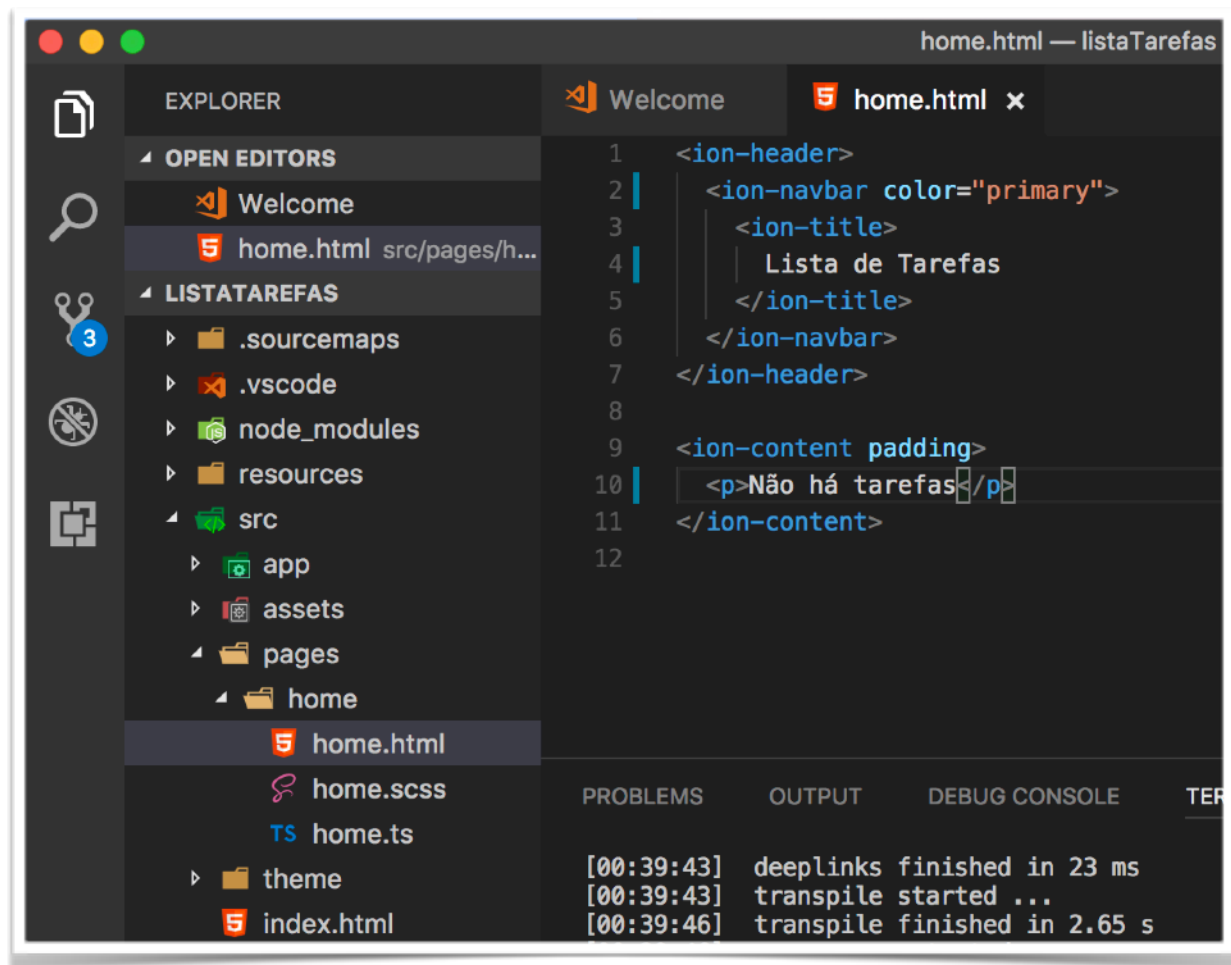 home.html — listaTarefas
EXPLORER
OPEN EDITORS
Welcome
home.html src/pages/h...
LISTATAREFAS
.sourcemaps
.vscode
node_modules
resources
src
app
assets
pages
home
home.html
home.scss
TS home.ts
theme
index.html
3
Welcome
home.html ×
1 <ion-header>
2 <ion-navbar color="primary">
3 <ion-title>
4 Lista de Tarefas
5 </ion-title>
6 </ion-navbar>
7 </ion-header>
8
9 <ion-content padding>
10 <p>Não há tarefas</p>
11 </ion-content>
12
PROBLEMS OUTPUT DEBUG CONSOLE TER
[00:39:43] deeplinks finished in 23 ms
[00:39:43] transpile started ...
[00:39:46] transpile finished in 2.65 s